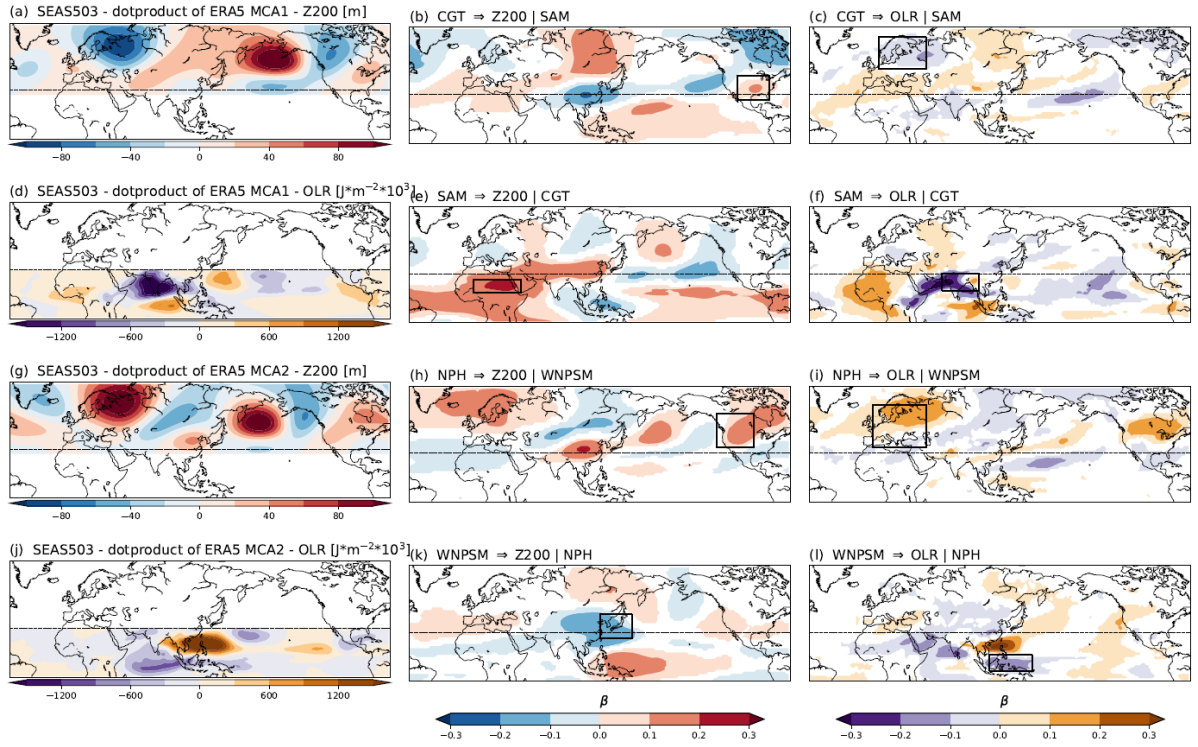 (a) SEAS503 - dotproduct of ERA5 MCA1 - Z200 [m]
(b) CGT ⇒ Z200 | SAM
(c) CGT ⇒ OLR | SAM
−80 −40 0 40 80
(d) SEAS503 - dotproduct of ERA5 MCA1 - OLR [J*m⁻²*10³]
(e) SAM ⇒ Z200 | CGT
(f) SAM ⇒ OLR | CGT
−1200 −600 0 600 1200
(g) SEAS503 - dotproduct of ERA5 MCA2 - Z200 [m]
(h) NPH ⇒ Z200 | WNPSM
(i) NPH ⇒ OLR | WNPSM
−80 −40 0 40 80
(j) SEAS503 - dotproduct of ERA5 MCA2 - OLR [J*m⁻²*10³]
(k) WNPSM ⇒ Z200 | NPH
(l) WNPSM ⇒ OLR | NPH
−1200 −600 0 600 1200
β
−0.3 −0.2 −0.1 0.0 0.1 0.2 0.3
β
−0.3 −0.2 −0.1 0.0 0.1 0.2 0.3